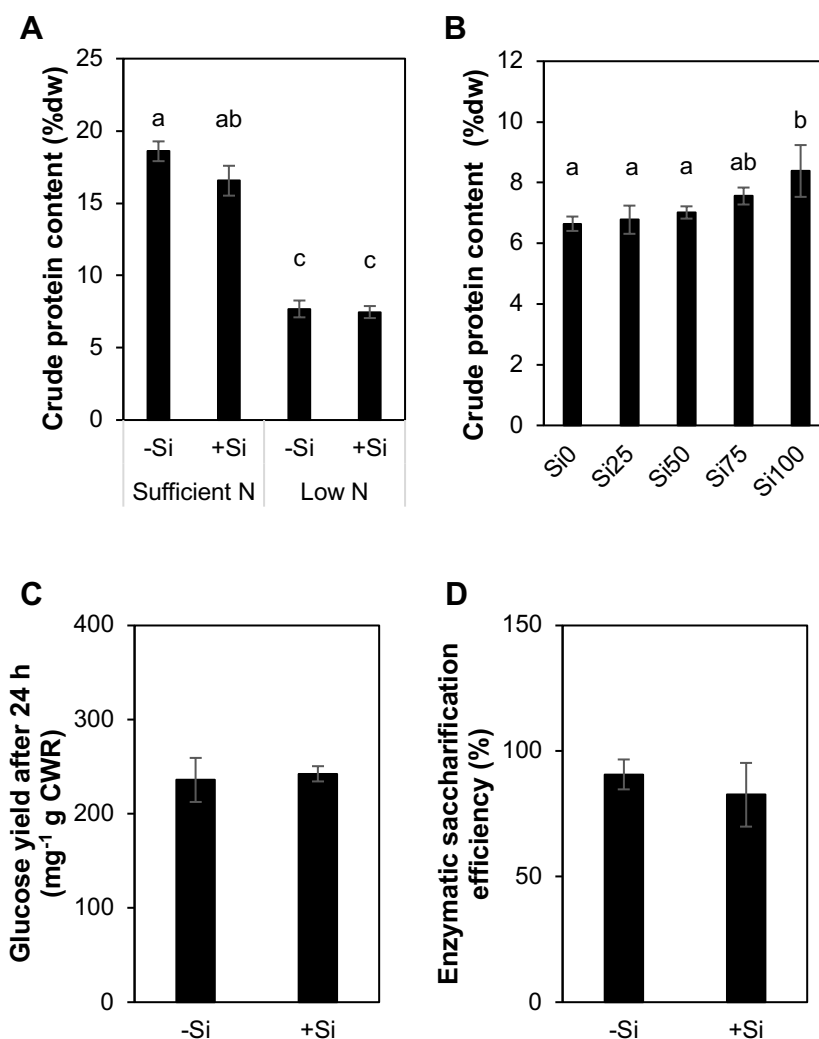 A
Crude protein content (%dw)
25
20
15
10
5
0
a
ab
c
c
-Si
+Si
-Si
+Si
Sufficient N
Low N
B
Crude protein content (%dw)
12
10
8
6
4
2
0
a
a
a
ab
b
Si0
Si25
Si50
Si75
Si100
C
Glucose yield after 24 h
(mg⁻¹ g CWR)
400
300
200
100
0
-Si
+Si
D
Enzymatic saccharification
efficiency (%)
150
100
50
0
-Si
+Si